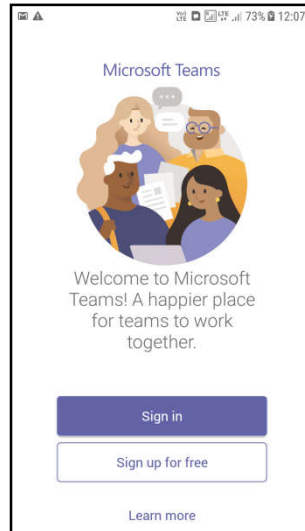 73% 12:07
Microsoft Teams
Welcome to Microsoft
Teams! A happier place
for teams to work
together.
Sign in
Sign up for free
Learn more